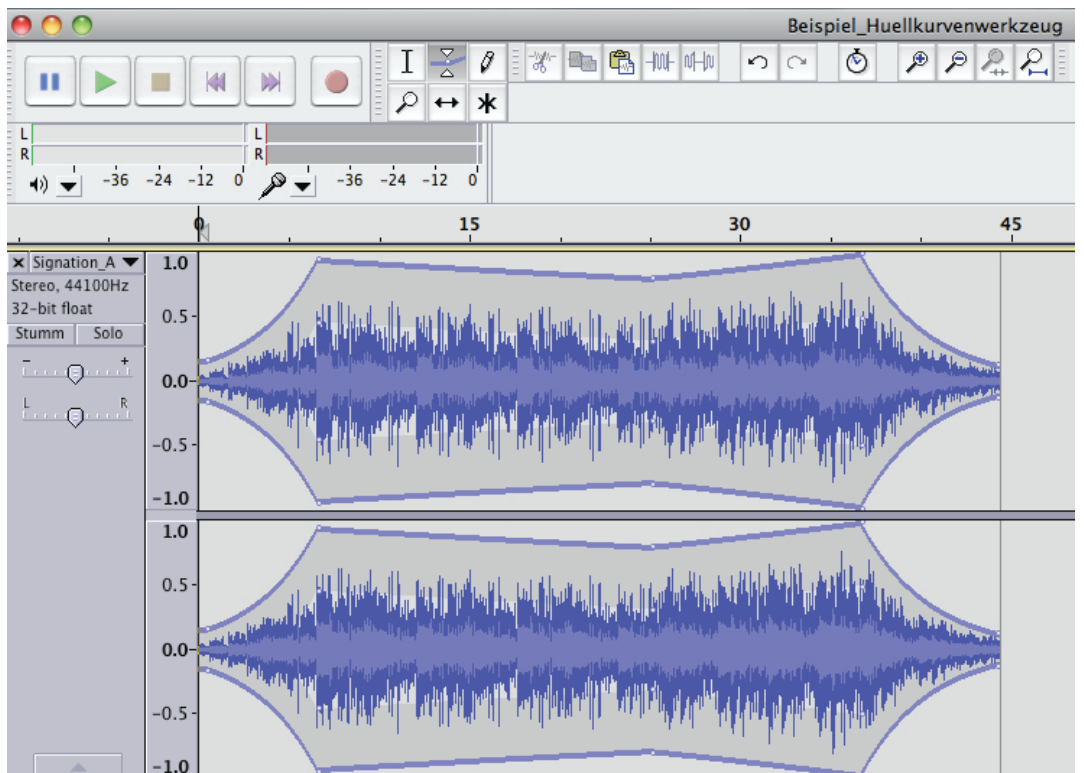 Beispiel_Huellkurvenwerkzeug
L
R
-36 -24 -12 0
L
R
-36 -24 -12 0
0 15 30 45
Signation_A
Stereo, 44100Hz
32-bit float
Stumm Solo
- +
L R
1.0
0.5-
0.0-
-0.5-
-1.0
1.0
0.5-
0.0-
-0.5-
-1.0